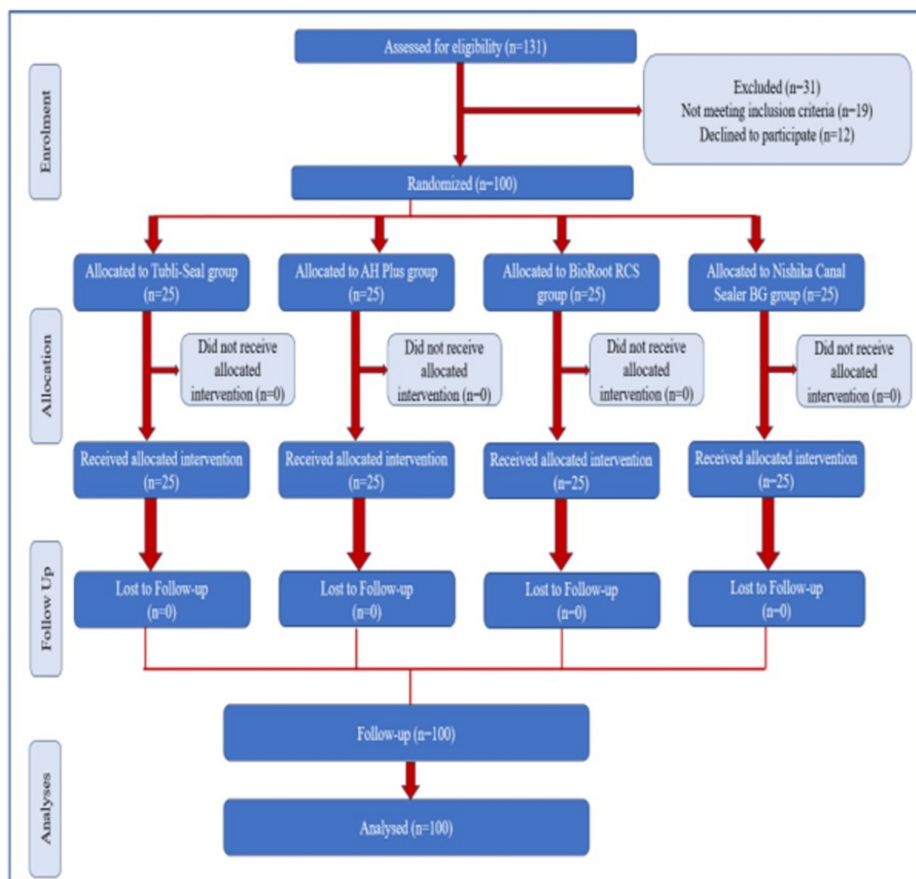 Assessed for eligibility (n=131)
Enrolment
Excluded (n=31)
Not meeting inclusion criteria (n=19)
Declined to participate (n=12)
Randomized (n=100)
Allocated to Tubli-Seal group
(n=25)
Allocated to AH Plus group
(n=25)
Allocated to BioRoot RCS
group (n=25)
Allocated to Nishika Canal
Sealer BG group (n=25)
Allocation
Did not receive
allocated
intervention (n=0)
Did not receive
allocated
intervention (n=0)
Did not receive
allocated
intervention (n=0)
Did not receive
allocated
intervention (n=0)
Received allocated intervention
(n=25)
Received allocated intervention
(n=25)
Received allocated intervention
(n=25)
Received allocated intervention
(n=25)
Follow Up
Lost to Follow-up
(n=0)
Lost to Follow-up
(n=0)
Lost to Follow-up
(n=0)
Lost to Follow-up
(n=0)
Follow-up (n=100)
Analyses
Analysed (n=100)